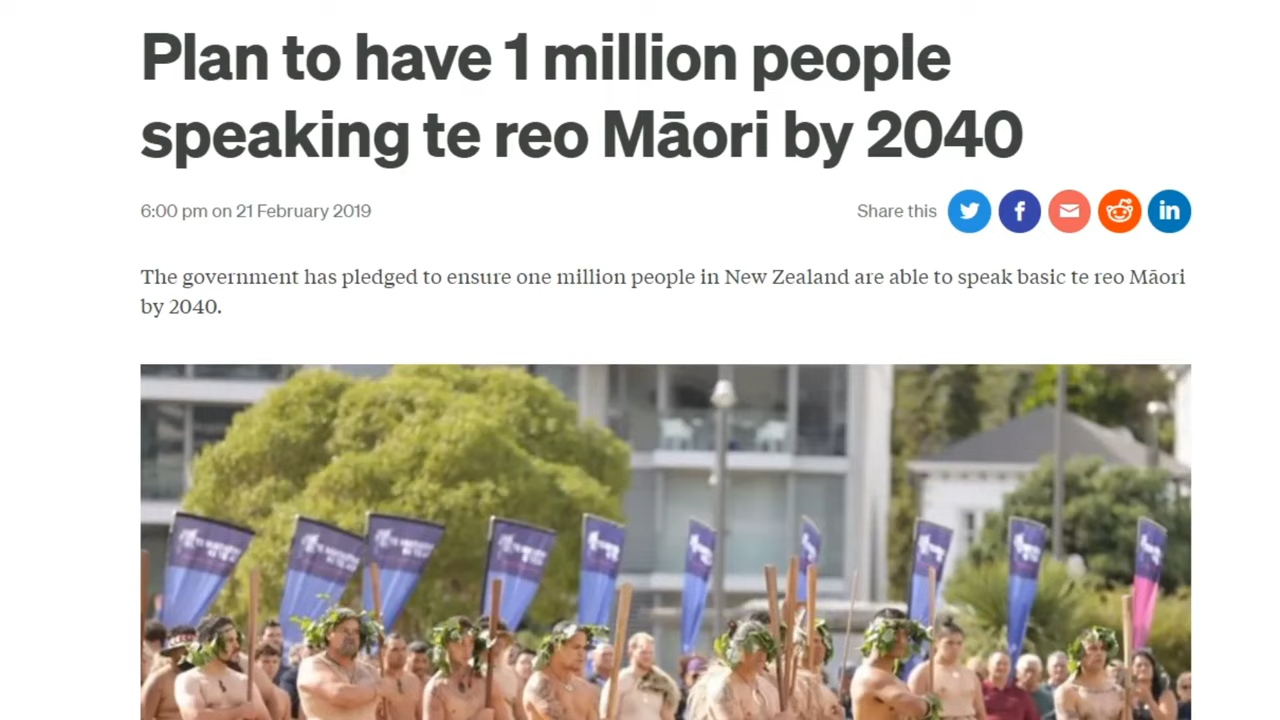 Plan to have 1 million people
speaking te reo Māori by 2040
6:00 pm on 21 February 2019
Share this
The government has pledged to ensure one million people in New Zealand are able to speak basic te reo Māori
by 2040.